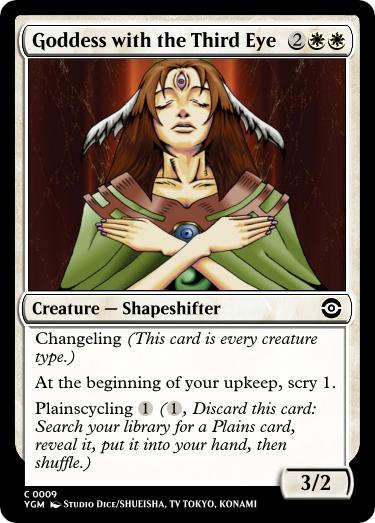 Goddess with the Third Eye 2
Creature — Shapeshifter
Changeling (This card is every creature
type.)
At the beginning of your upkeep, scry 1.
Plainscycling 1 (1, Discard this card:
Search your library for a Plains card,
reveal it, put it into your hand, then
shuffle.)
3/2
C 0009
YGM Studio Dice/SHUEISHA, TV TOKYO, KONAMI